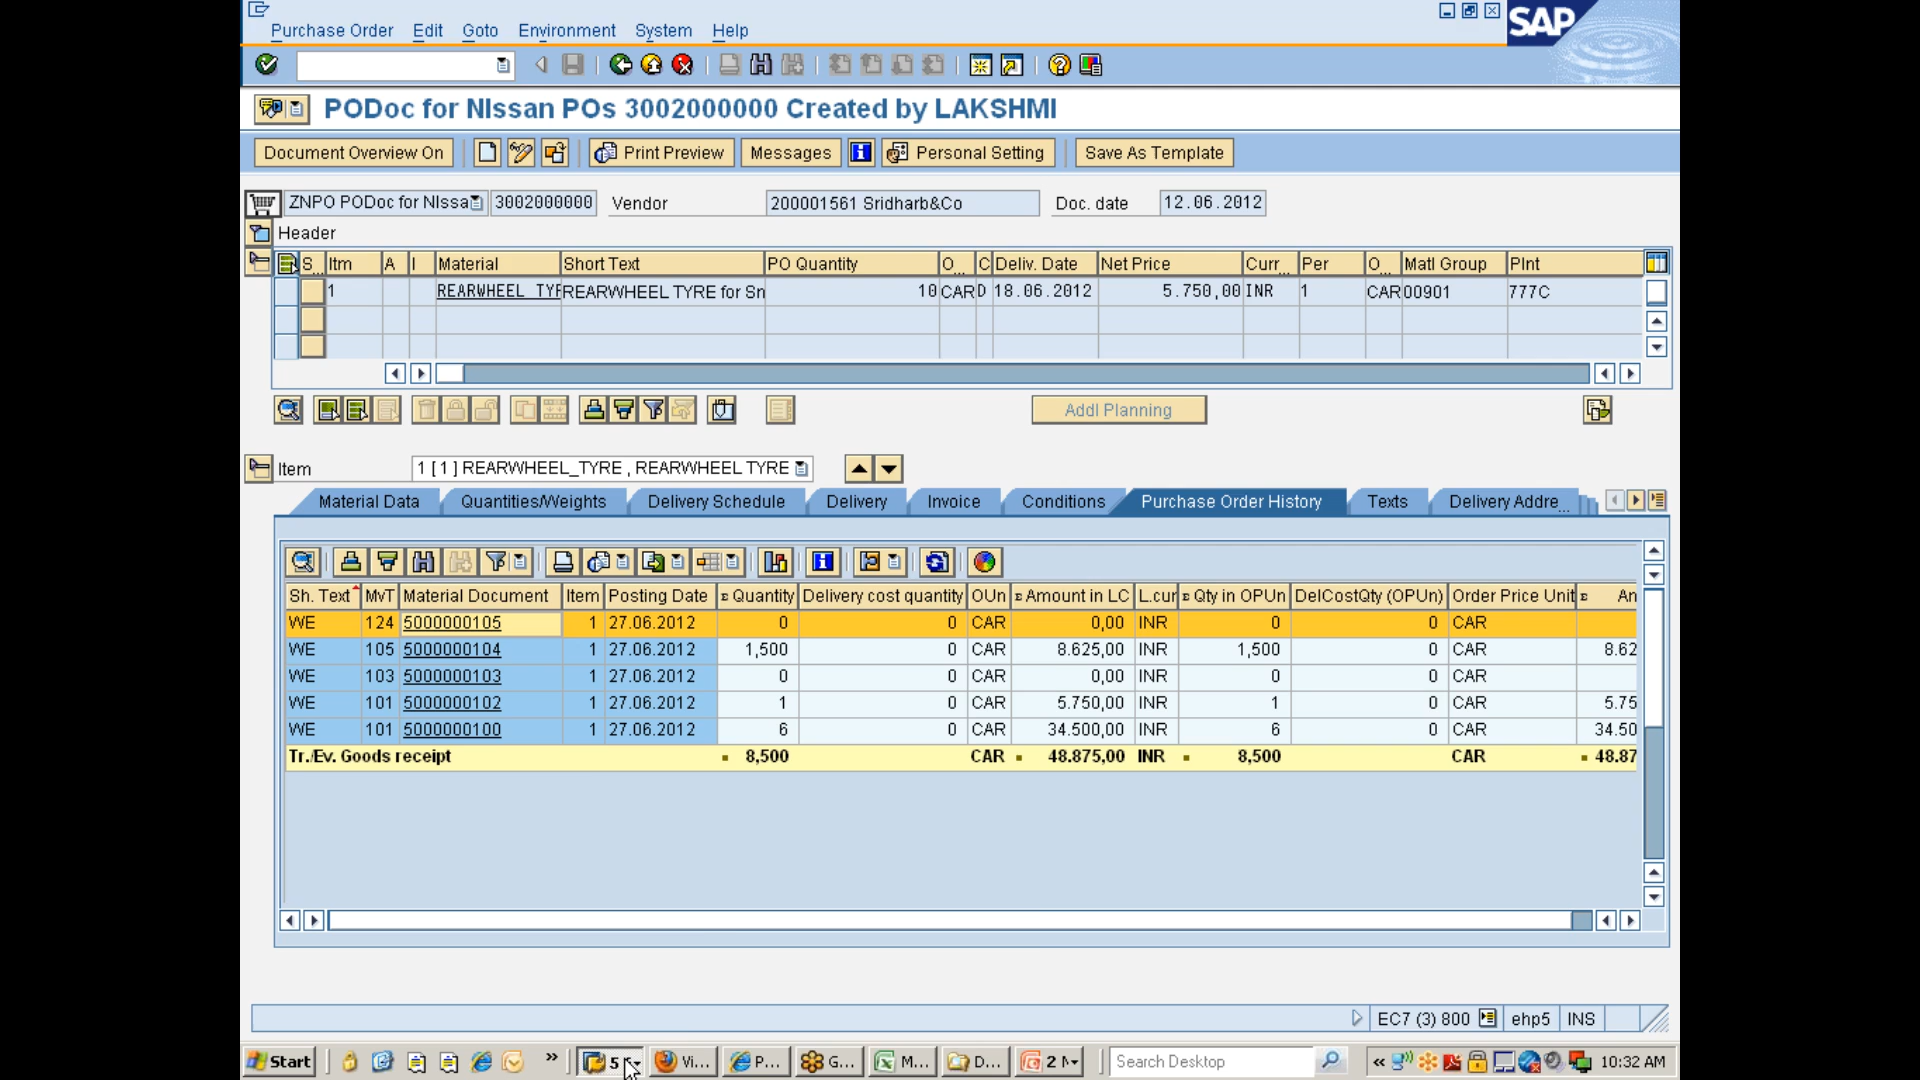 Purchase Order Edit Goto Environment System Help
SAP
PODoc for NIssan POs 3002000000 Created by LAKSHMI
Document Overview On Print Preview Messages Personal Setting Save As Template
ZNPO PODoc for NIssa 3002000000 Vendor 200001561 Sridharb&Co Doc. date 12.06.2012
Header
S... Itm A I Material Short Text PO Quantity O... C Deliv. Date Net Price Curr... Per O... Matl Group Plnt
1 REARWHEEL_TYF REARWHEEL TYRE for Sn 10 CAR D 18.06.2012 5.750,00 INR 1 CAR 00901 777C
Addl Planning
Item 1 [ 1 ] REARWHEEL_TYRE , REARWHEEL TYRE
Material Data Quantities/Weights Delivery Schedule Delivery Invoice Conditions Purchase Order History Texts Delivery Addre...
Sh. Text MvT Material Document Item Posting Date Σ Quantity Delivery cost quantity OUn Σ Amount in LC L.cur Σ Qty in OPUn DelCostQty (OPUn) Order Price Unit Σ An
WE 124 5000000105 1 27.06.2012 0 0 CAR 0,00 INR 0 0 CAR
WE 105 5000000104 1 27.06.2012 1,500 0 CAR 8.625,00 INR 1,500 0 CAR 8.62
WE 103 5000000103 1 27.06.2012 0 0 CAR 0,00 INR 0 0 CAR
WE 101 5000000102 1 27.06.2012 1 0 CAR 5.750,00 INR 1 0 CAR 5.75
WE 101 5000000100 1 27.06.2012 6 0 CAR 34.500,00 INR 6 0 CAR 34.50
Tr./Ev. Goods receipt ▪ 8,500 CAR ▪ 48.875,00 INR ▪ 8,500 CAR ▪ 48.87
EC7 (3) 800 ehp5 INS
Start » 5 Vi... P... G... M... D... 2 M Search Desktop « 10:32 AM